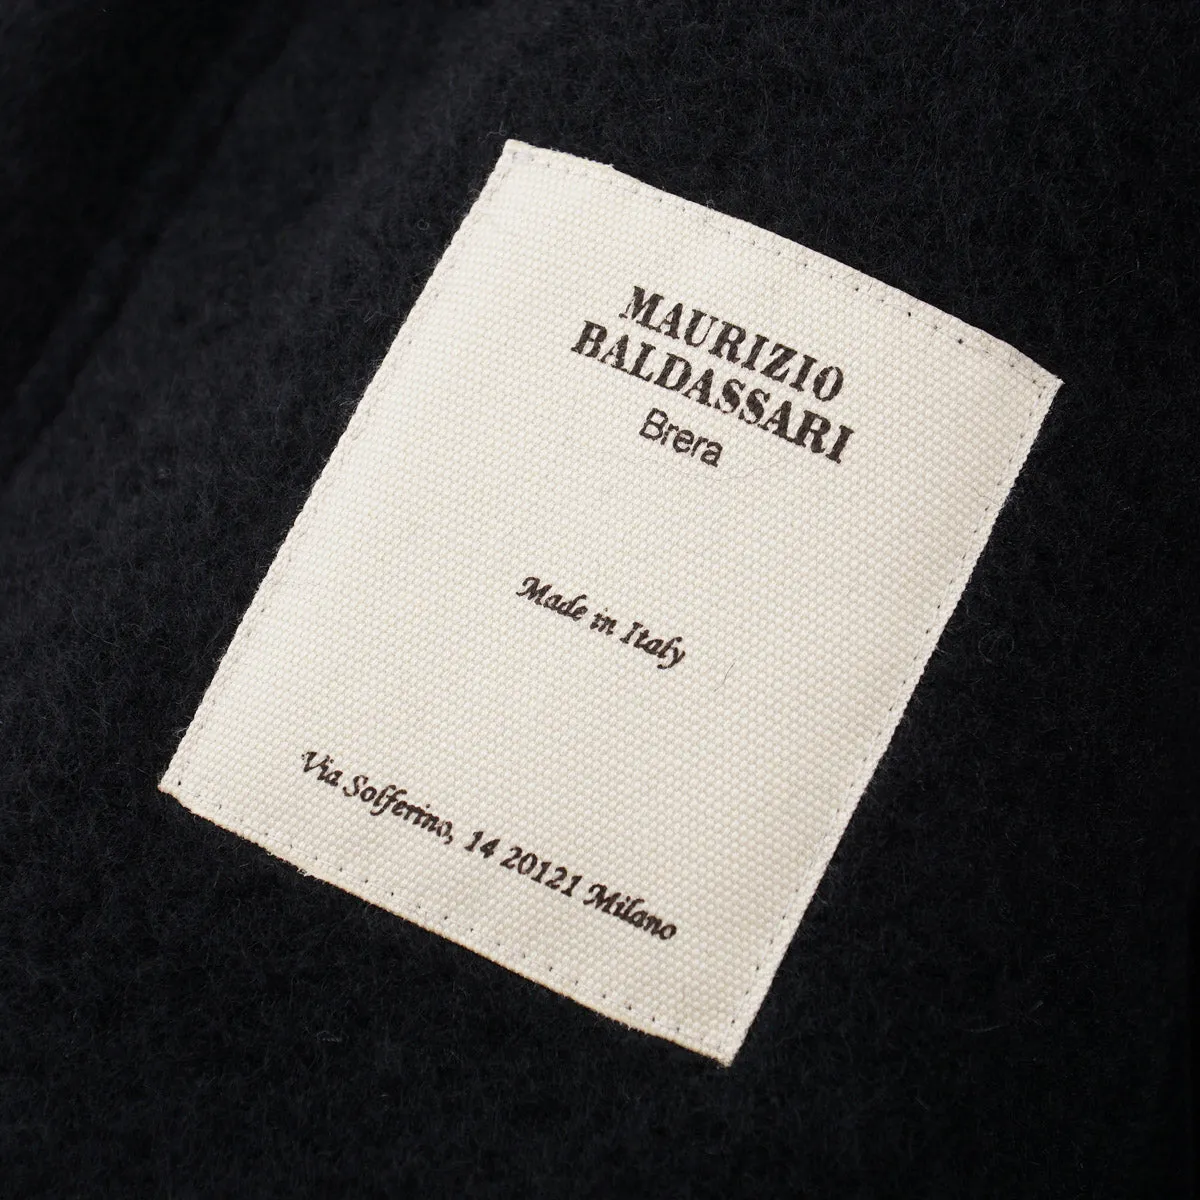 MAURIZIO
BALDASSARI
Brera
Made in Italy
Via Solferino, 14 20121 Milano